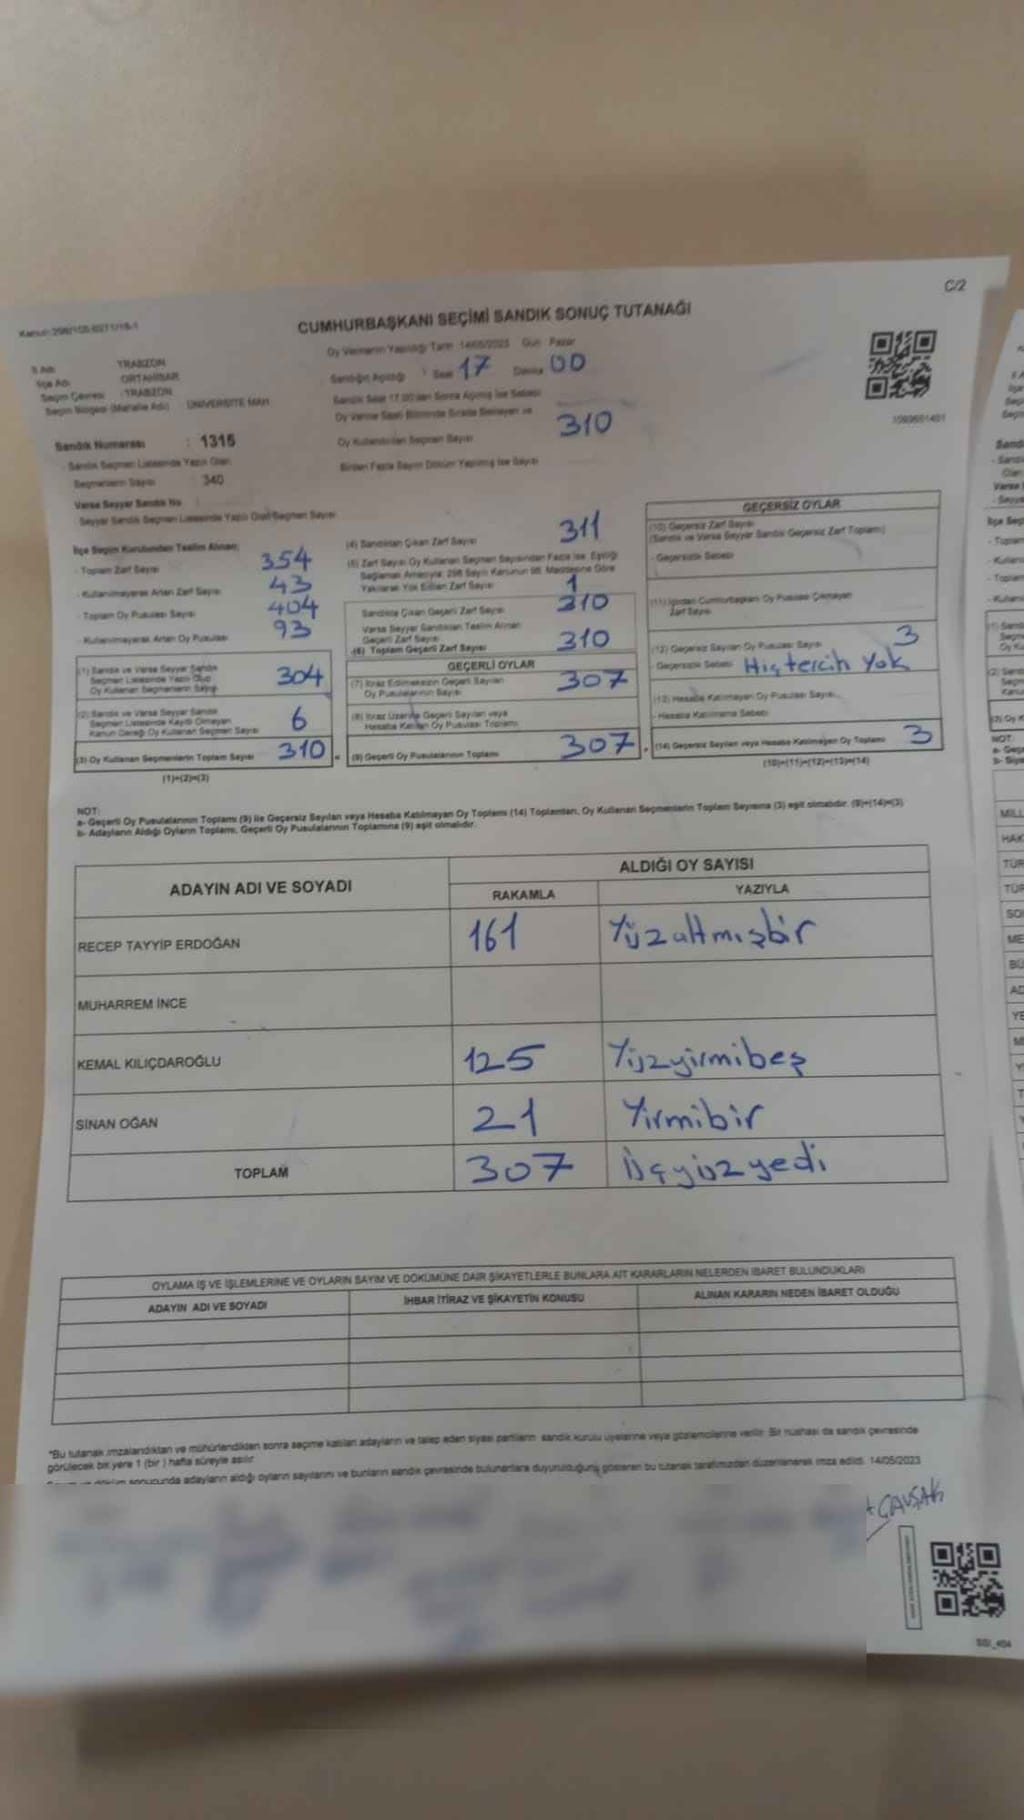 C/2
CUMHURBAŞKANI SEÇİMİ SANDIK SONUÇ TUTANAĞI
İl Adı TRABZON
İlçe Adı ORTAHİSAR
Seçim Çevresi : TRABZON
Seçim Bölgesi (Mahalle Adı) ÜNİVERSİTE MAH.
Oy Vermenin Yapıldığı Tarih 14/05/2023 Gün Pazar
Sandığın Açıldığı Saat 17 Dakika 00
Sandık Saat 17.00'dan Sonra Açılmış İse Sebebi
Oy Verme Saati Bitiminde Sırada Bekleyen ve
Oy Kullandırılan Seçmen Sayısı 310
Birden Fazla Sayım Döküm Yapılmış İse Sayısı
Sandık Numarası : 1315
- Sandık Seçmen Listesinde Yazılı Olan
Seçmenlerin Sayısı 340
Varsa Seyyar Sandık No
- Seyyar Sandık Seçmen Listesinde Yazılı Olan Seçmen Sayısı
İlçe Seçim Kurulundan Teslim Alınan;
- Toplam Zarf Sayısı 354
- Kullanılmayarak Artan Zarf Sayısı 43
- Toplam Oy Pusulası Sayısı 404
- Kullanılmayarak Artan Oy Pusulası 93
(1) Sandık ve Varsa Seyyar Sandık
Seçmen Listesinde Yazılı Olup
Oy Kullanan Seçmenlerin Sayısı 304
(2) Sandık ve Varsa Seyyar Sandık
Seçmen Listesinde Kayıtlı Olmayan
Kanun Gereği Oy Kullanan Seçmen Sayısı 6
(3) Oy Kullanan Seçmenlerin Toplam Sayısı 310 =
(1)+(2)=(3)
(4) Sandıktan Çıkan Zarf Sayısı 311
(5) Zarf Sayısı Oy Kullanan Seçmen Sayısından Fazla İse, Eşitliği
Sağlamak Amacıyla; 298 Sayılı Kanunun 98. Maddesine Göre
Yakılarak Yok Edilen Zarf Sayısı 1
Sandıkta Çıkan Geçerli Zarf Sayısı 310
Varsa Seyyar Sandıktan Teslim Alınan
Geçerli Zarf Sayısı
(6) Toplam Geçerli Zarf Sayısı 310
GEÇERLİ OYLAR
(7) İtiraz Edilmeksizin Geçerli Sayılan
Oy Pusulalarının Sayısı 307
(8) İtiraz Üzerine Geçerli Sayılan veya
Hesaba Katılan Oy Pusulası Toplamı
(9) Geçerli Oy Pusulalarının Toplamı 307
GEÇERSİZ OYLAR
(10) Geçersiz Zarf Sayısı
(Sandık ve Varsa Seyyar Sandık Geçersiz Zarf Toplamı)
- Geçersizlik Sebebi
(11) İçinden Cumhurbaşkanı Oy Pusulası Çıkmayan
Zarf Sayısı
(12) Geçersiz Sayılan Oy Pusulası Sayısı 3
Geçersizlik Sebebi Hiç tercih Yok
(13) Hesaba Katılmayan Oy Pusulası Sayısı
- Hesaba Katılmama Sebebi
(14) Geçersiz Sayılan veya Hesaba Katılmayan Oy Toplamı 3
(10)+(11)+(12)+(13)=(14)
NOT:
a- Geçerli Oy Pusulalarının Toplamı (9) ile Geçersiz Sayılan veya Hesaba Katılmayan Oy Toplamı (14) Toplamları, Oy Kullanan Seçmenlerin Toplam Sayısına (3) eşit olmalıdır. (9)+(14)=(3)
b- Adayların Aldığı Oyların Toplamı, Geçerli Oy Pusulalarının Toplamına (9) eşit olmalıdır.
ADAYIN ADI VE SOYADI
ALDIĞI OY SAYISI
RAKAMLA YAZIYLA
RECEP TAYYİP ERDOĞAN 161 Yüzaltmışbir
MUHARREM İNCE
KEMAL KILIÇDAROĞLU 125 Yüzyirmibeş
SİNAN OĞAN 21 Yirmibir
TOPLAM 307 üçyüzyedi
OYLAMA İŞ VE İŞLEMLERİNE VE OYLARIN SAYIM VE DÖKÜMÜNE DAİR ŞİKAYETLERLE BUNLARA AİT KARARLARIN NELERDEN İBARET BULUNDUKLARI
ADAYIN ADI VE SOYADI İHBAR İTİRAZ VE ŞİKAYETİN KONUSU ALINAN KARARIN NEDEN İBARET OLDUĞU
*Bu tutanak imzalandıktan ve mühürlendikten sonra seçime katılan adayların ve talep eden siyasi partilerin sandık kurulu üyelerine veya gözlemcilerine verilir. Bir nüshası da sandık çevresinde
görülecek bir yere 1 (bir) hafta süreyle asılır.
sonucunda adayların aldığı oyların sayılarını ve bunların sandık çevresinde bulunanlara duyurulduğunu gösteren bu tutanak tarafımızdan düzenlenerek imza edildi. 14/05/2023
ÇAVŞAK